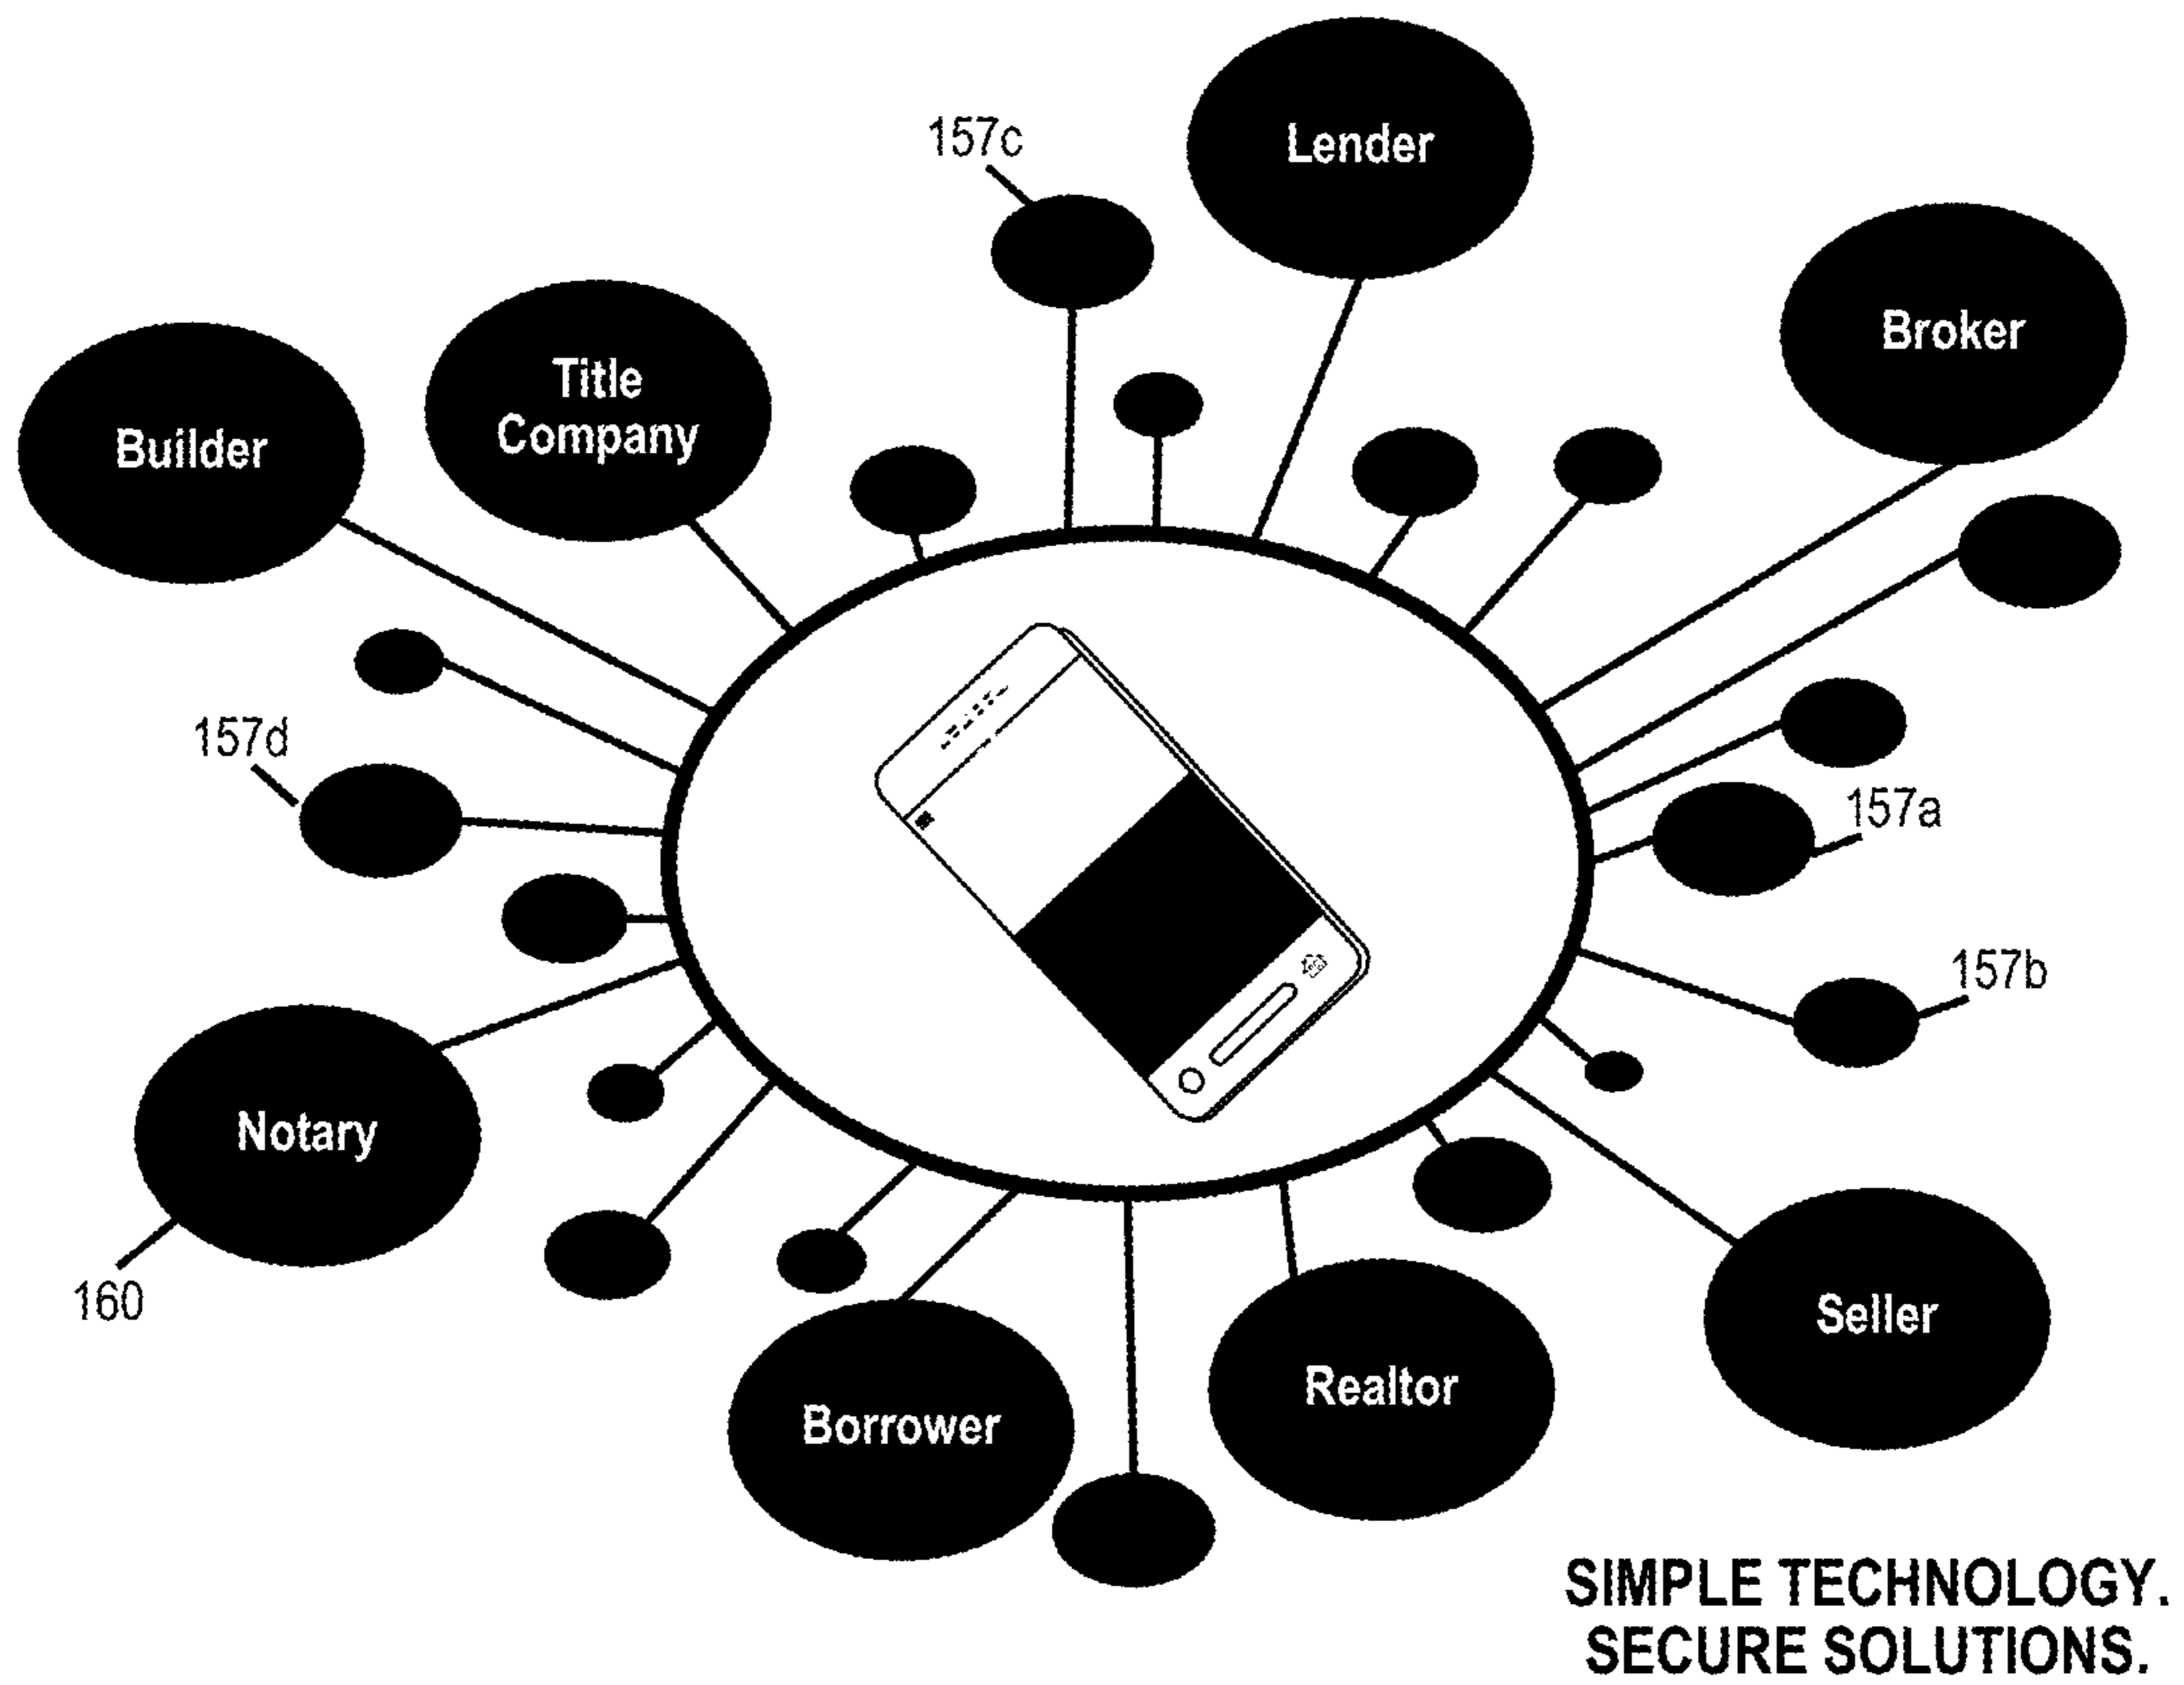 157c
Lender
Broker
Title
Company
Builder
157d
157a
157b
Notary
160
Borrower
Realtor
Seller
SIMPLE TECHNOLOGY.
SECURE SOLUTIONS.